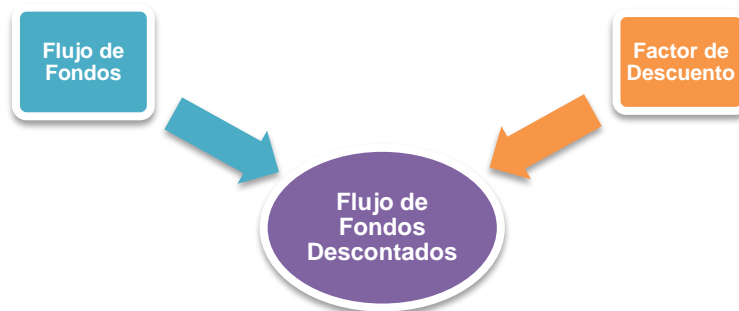 Flujo de
Fondos
Factor de
Descuento
Flujo de
Fondos
Descontados